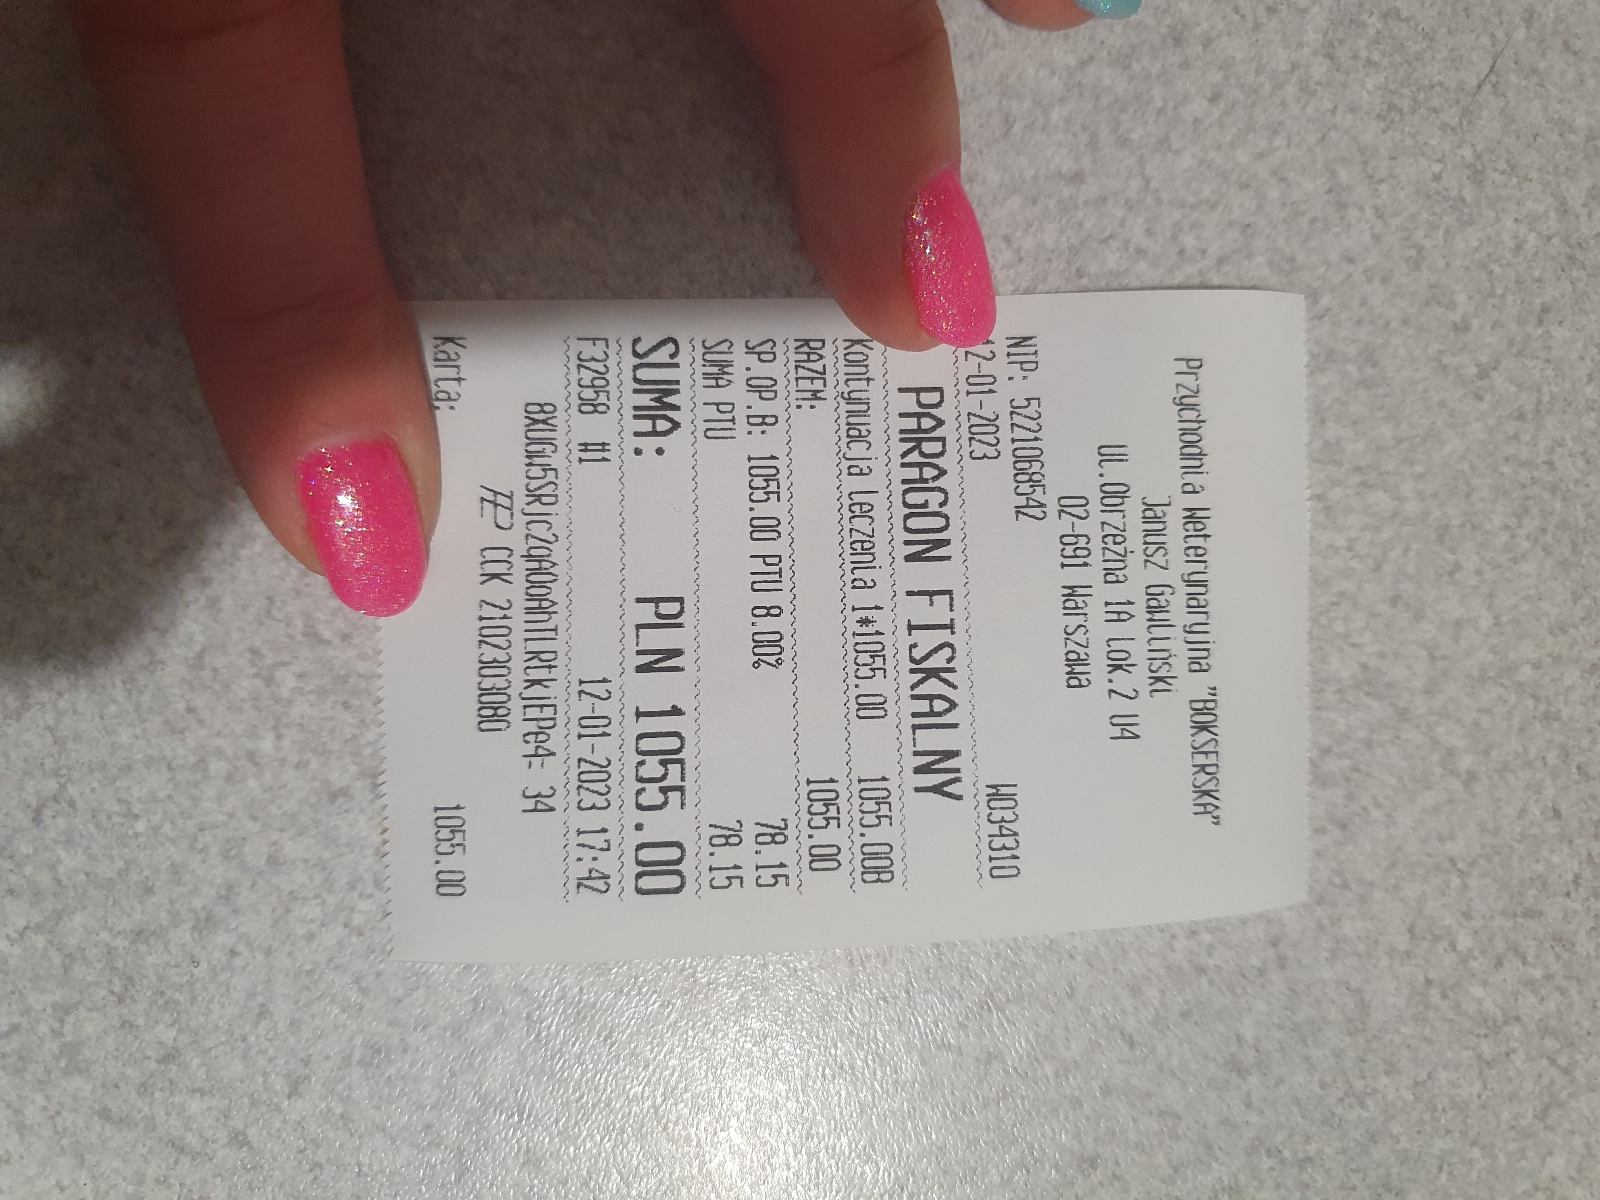 Przychodnia Weterynaryjna "BOKSERSKA"
Janusz Gawliński
ul.Obrzeżna 1A lok.2 U4
02-691 Warszawa
NIP: 5221068542 W034310
12-01-2023
PARAGON FISKALNY
Kontynuacja leczenia 1*1055.00 1055.00B
RAZEM: 1055.00
SP.OP.B: 1055.00 PTU 8.00% 78.15
SUMA PTU 78.15
SUMA: PLN 1055.00
F32958 #1 12-01-2023 17:42
8XUGw5SRjc2qAOoAhTLRtkjEPe4= 34
CCK 2102303080
Karta: 1055.00